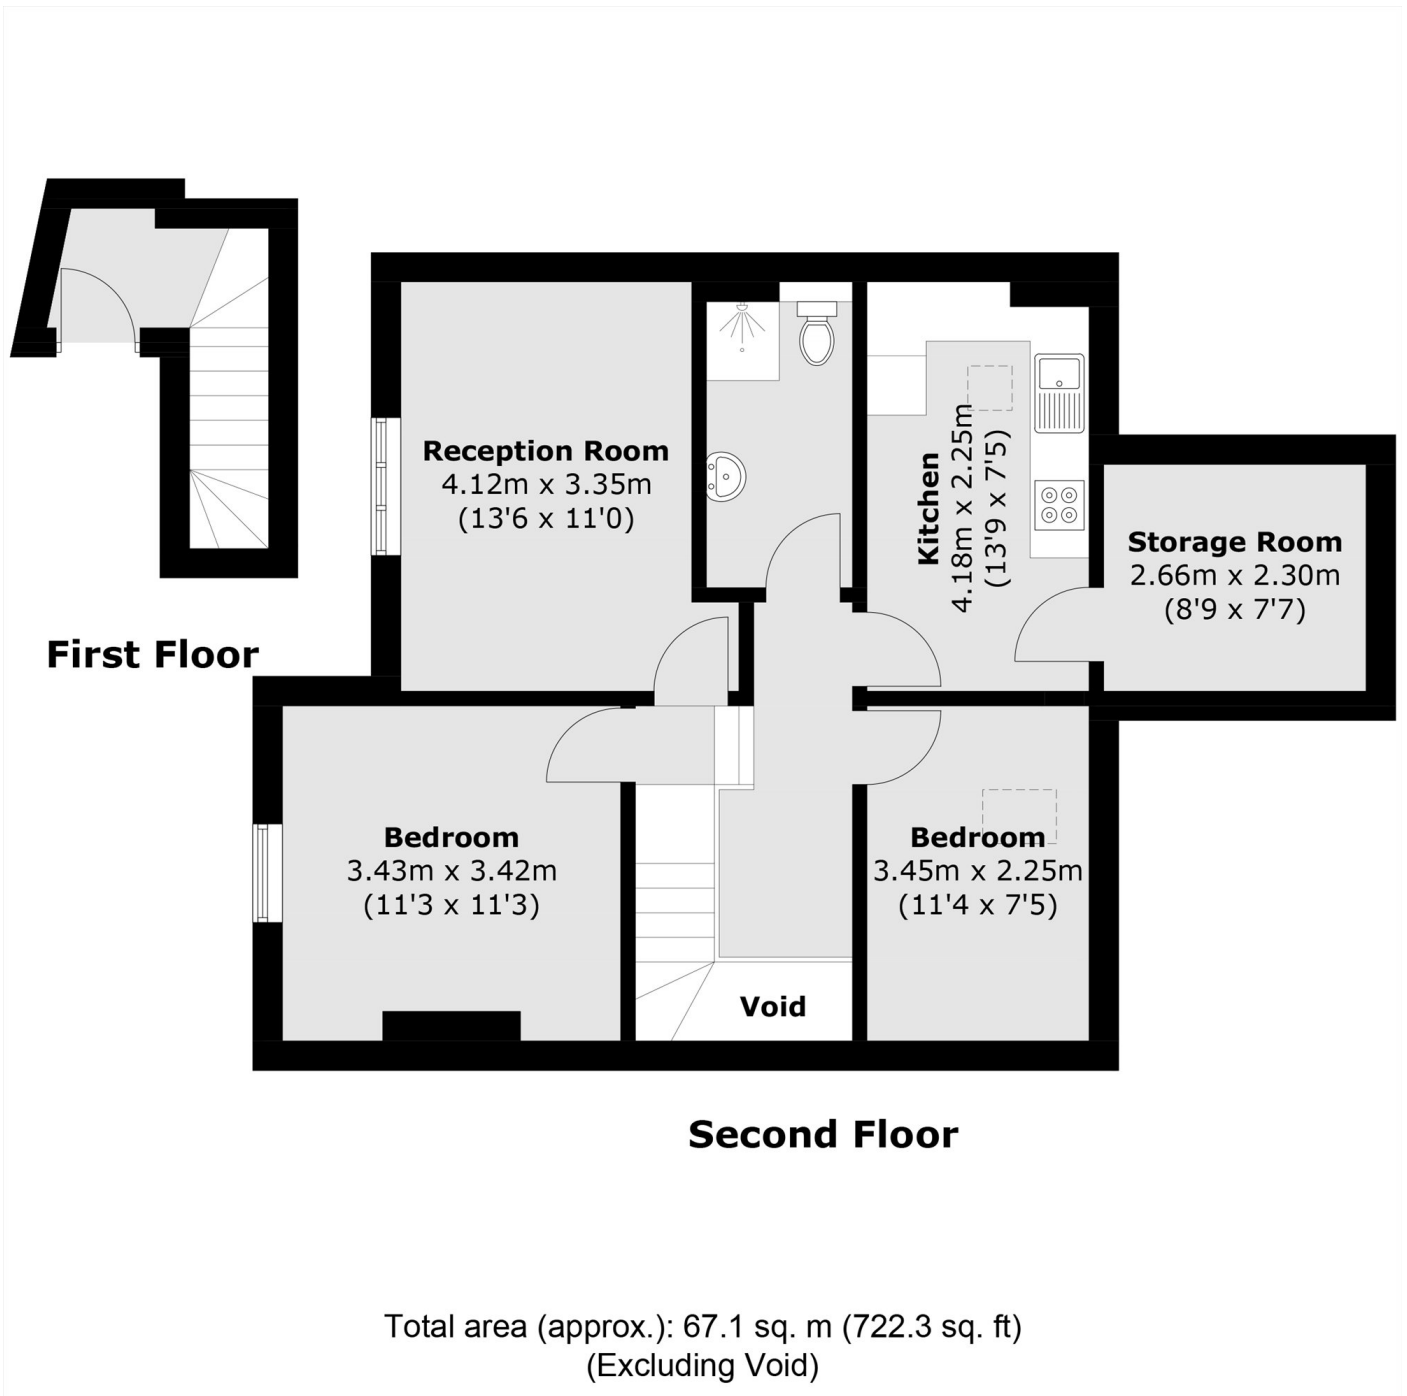 Reception Room
4.12m x 3.35m
(13'6 x 11'0)
Kitchen
4.18m x 2.25m
(13'9 x 7'5)
Storage Room
2.66m x 2.30m
(8'9 x 7'7)
First Floor
Bedroom
3.43m x 3.42m
(11'3 x 11'3)
Bedroom
3.45m x 2.25m
(11'4 x 7'5)
Void
Second Floor
Total area (approx.): 67.1 sq. m (722.3 sq. ft)
(Excluding Void)